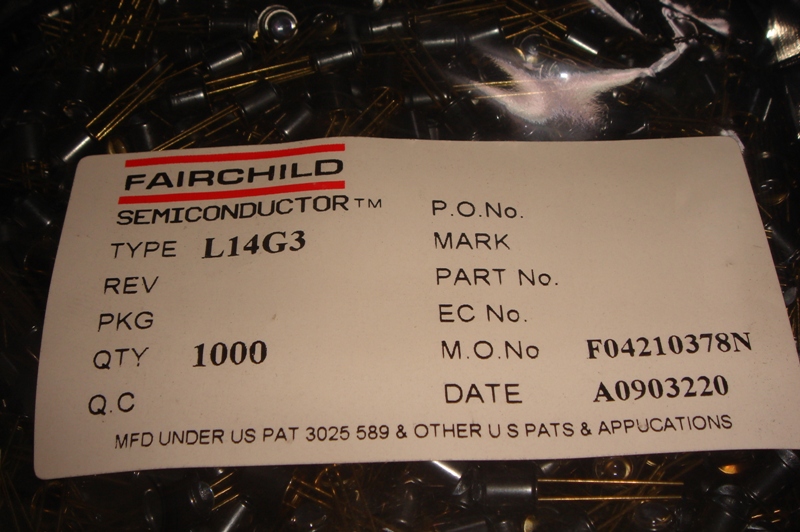 FAIRCHILD
SEMICONDUCTOR™
TYPE L14G3
REV
PKG
QTY 1000
Q.C
P.O.No.
MARK
PART No.
EC No.
M.O.No F04210378N
DATE A0903220
MFD UNDER US PAT 3025 589 & OTHER U S PATS & APPUCATIONS